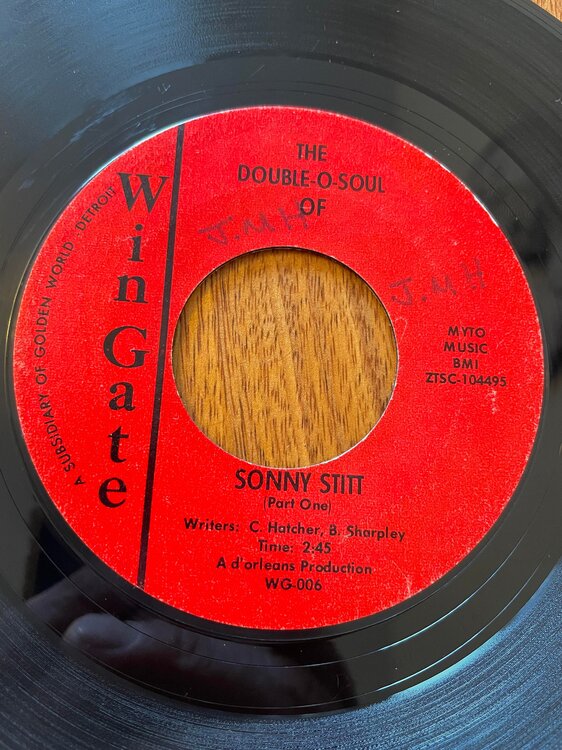 THE
DOUBLE-O-SOUL
OF
J.M.H
J.M.H
A SUBSIDIARY OF GOLDEN WORLD DETROIT
WinGate
MYTO
MUSIC
BMI
ZTSC-104495
SONNY STITT
(Part One)
Writers: C. Hatcher, B. Sharpley
Time: 2:45
A d'orleans Production
WG-006